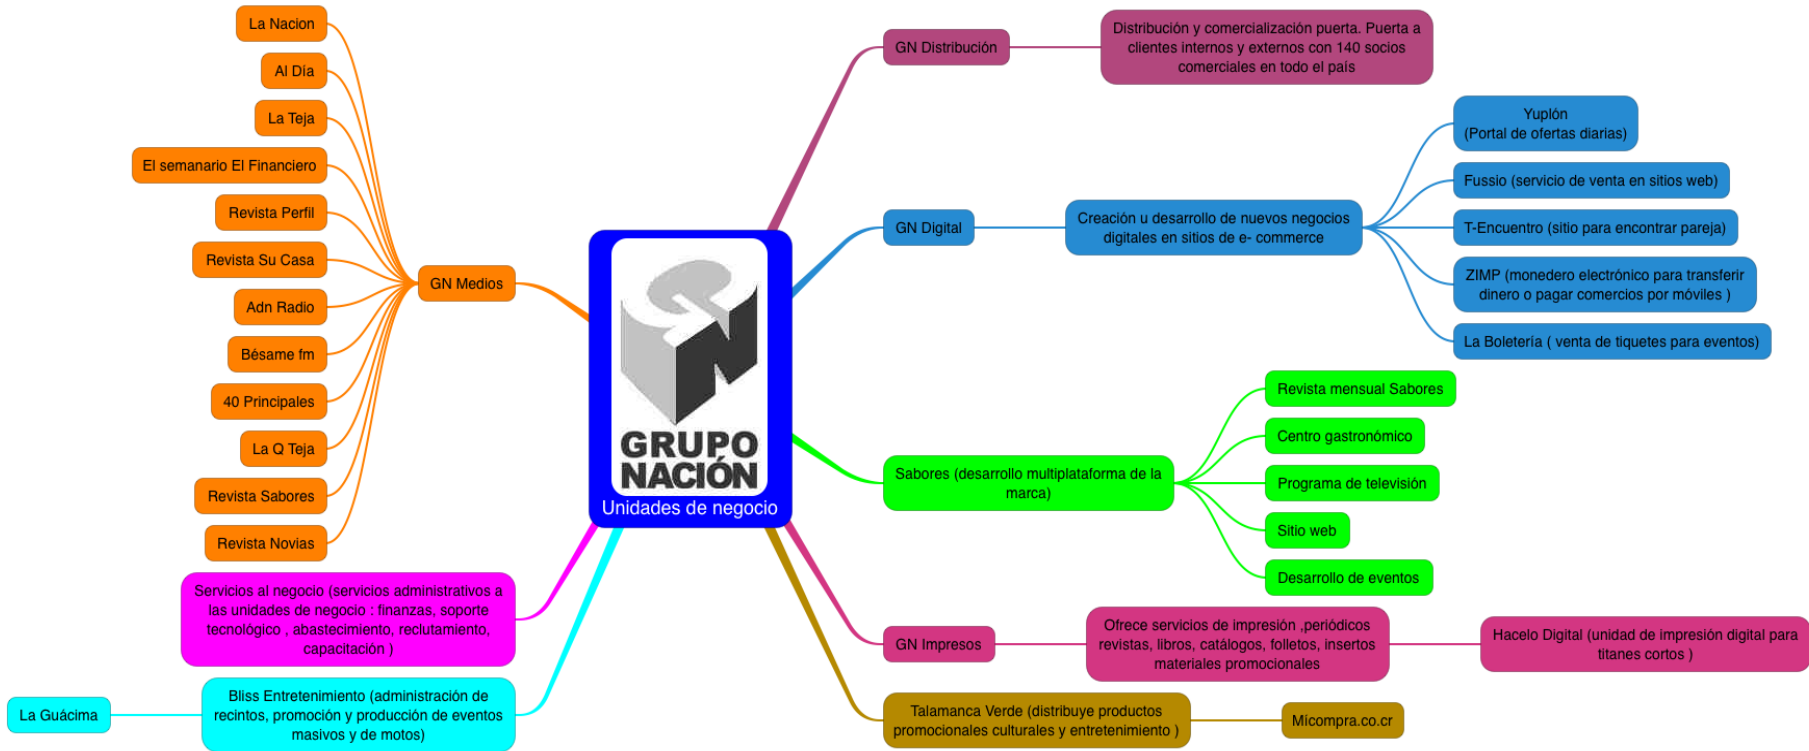 La Nacion
Al Día
La Teja
El semanario El Financiero
Revista Perfil
Revista Su Casa
Adn Radio
Bésame fm
40 Principales
La Q Teja
Revista Sabores
Revista Novias
GN Medios
Servicios al negocio (servicios administrativos a
las unidades de negocio : finanzas, soporte
tecnológico , abastecimiento, reclutamiento,
capacitación )
La Guácima
Bliss Entretenimiento (administración de
recintos, promoción y producción de eventos
masivos y de motos)
GN
GRUPO
NACIÓN
Unidades de negocio
GN Distribución
Distribución y comercialización puerta. Puerta a
clientes internos y externos con 140 socios
comerciales en todo el país
GN Digital
Creación u desarrollo de nuevos negocios
digitales en sitios de e- commerce
Yuplón
(Portal de ofertas diarias)
Fussio (servicio de venta en sitios web)
T-Encuentro (sitio para encontrar pareja)
ZIMP (monedero electrónico para transferir
dinero o pagar comercios por móviles )
La Boletería ( venta de tiquetes para eventos)
Sabores (desarrollo multiplataforma de la
marca)
Revista mensual Sabores
Centro gastronómico
Programa de televisión
Sitio web
Desarrollo de eventos
GN Impresos
Ofrece servicios de impresión ,periódicos
revistas, libros, catálogos, folletos, insertos
materiales promocionales
Hacelo Digital (unidad de impresión digital para
titanes cortos )
Talamanca Verde (distribuye productos
promocionales culturales y entretenimiento )
Micompra.co.cr